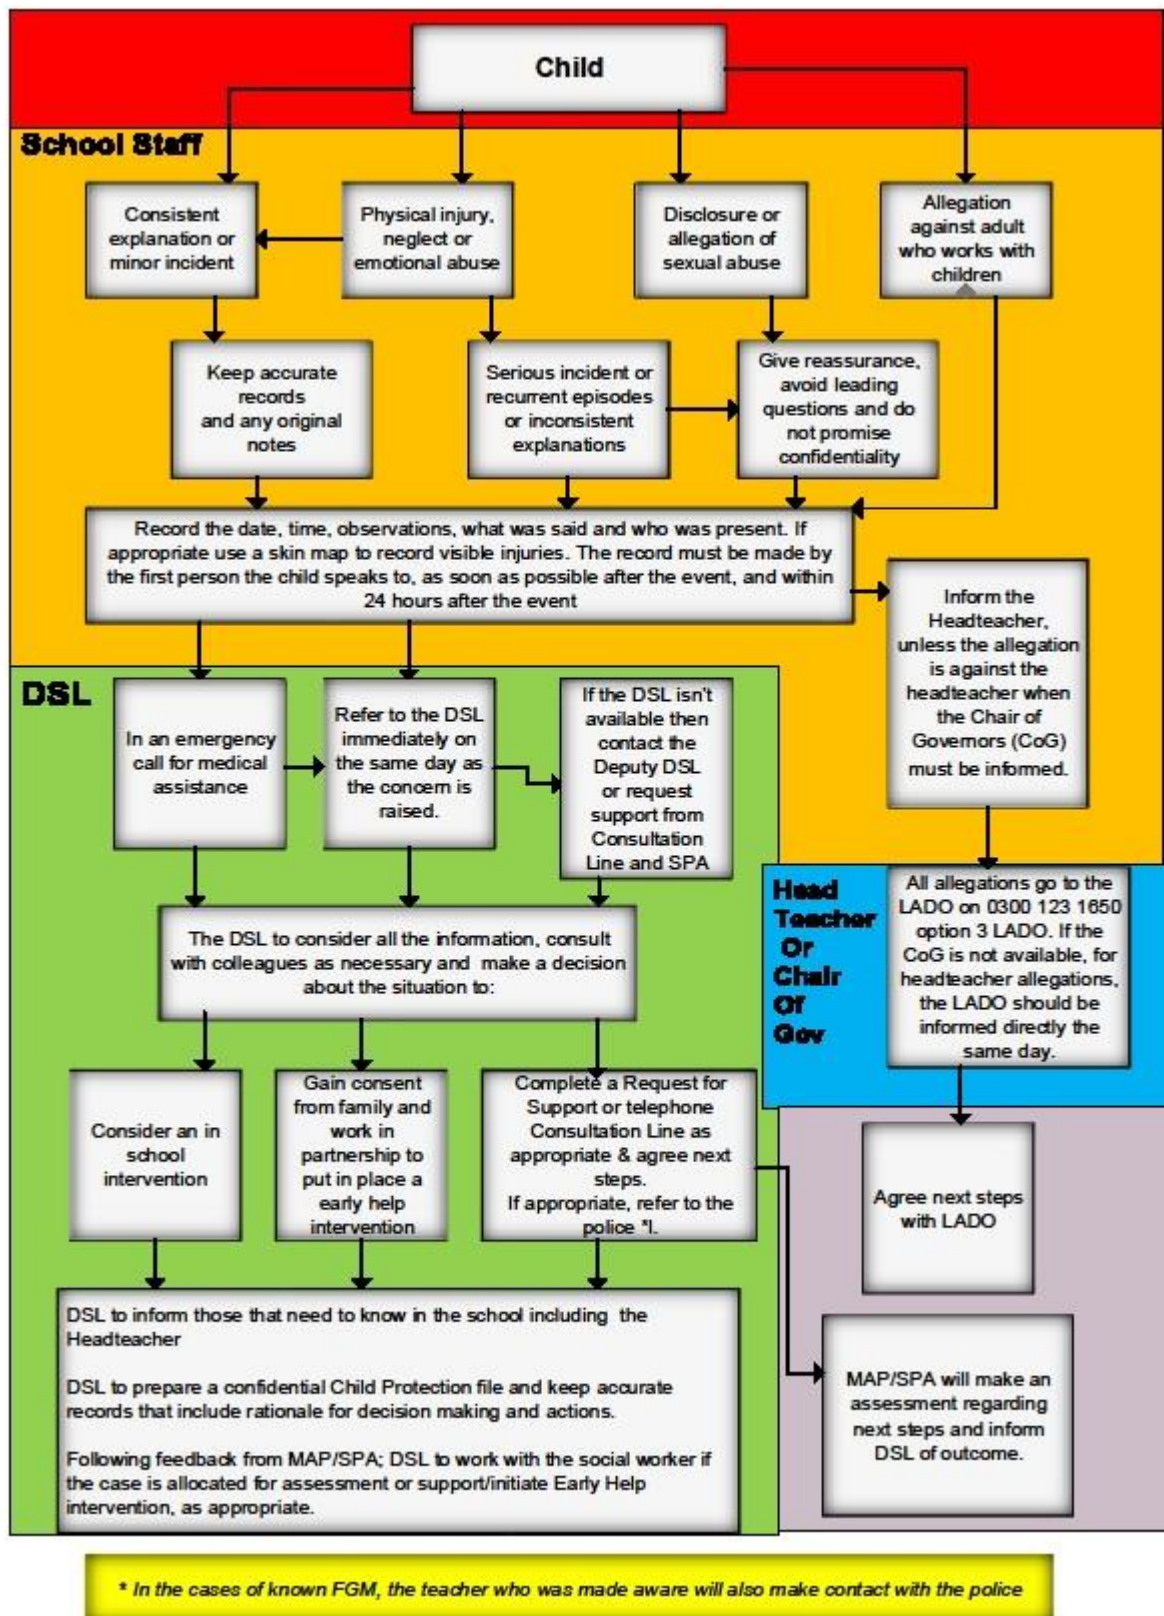 Child
School Staff
Consistent
explanation or
minor incident
Physical injury,
neglect or
emotional abuse
Disclosure or
allegation of
sexual abuse
Allegation
against adult
who works with
children
Keep accurate
records
and any original
notes
Serious incident or
recurrent episodes
or inconsistent
explanations
Give reassurance,
avoid leading
questions and do
not promise
confidentiality
Record the date, time, observations, what was said and who was present. If
appropriate use a skin map to record visible injuries. The record must be made by
the first person the child speaks to, as soon as possible after the event, and within
24 hours after the event
Inform the
Headteacher,
unless the allegation
is against the
headteacher when
the Chair of
Governors (CoG)
must be informed.
DSL
In an emergency
call for medical
assistance
Refer to the DSL
immediately on
the same day as
the concern is
raised.
If the DSL isn't
available then
contact the
Deputy DSL
or request
support from
Consultation
Line and SPA
Head
Teacher
Or
Chair
Of
Gov
All allegations go to the
LADO on 0300 123 1650
option 3 LADO. If the
CoG is not available, for
headteacher allegations,
the LADO should be
informed directly the
same day.
The DSL to consider all the information, consult
with colleagues as necessary and make a decision
about the situation to:
Consider an in
school
intervention
Gain consent
from family and
work in
partnership to
put in place a
early help
intervention
Complete a Request for
Support or telephone
Consultation Line as
appropriate & agree next
steps.
If appropriate, refer to the
police *I.
Agree next steps
with LADO
DSL to inform those that need to know in the school including the
Headteacher
DSL to prepare a confidential Child Protection file and keep accurate
records that include rationale for decision making and actions.
Following feedback from MAP/SPA; DSL to work with the social worker if
the case is allocated for assessment or support/initiate Early Help
intervention, as appropriate.
MAP/SPA will make an
assessment regarding
next steps and inform
DSL of outcome.
* In the cases of known FGM, the teacher who was made aware will also make contact with the police